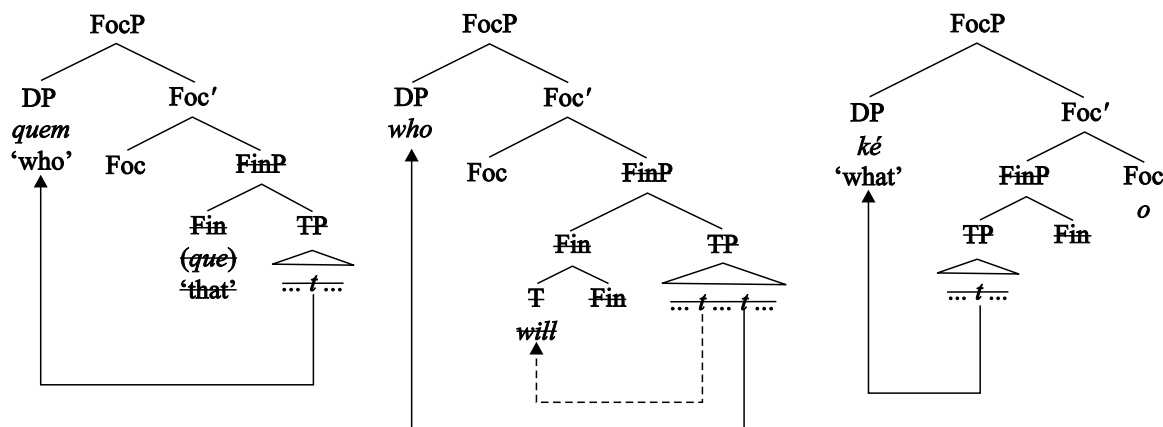 FocP
DP Foc′
quem
‘who’ Foc FinP
Fin TP
(que)
‘that’ ... t ...
FocP
DP Foc′
who
Foc FinP
Fin TP
T Fin ... t ... t ...
will
FocP
DP Foc′
ké
‘what’ FinP Foc
o
TP Fin
... t ...